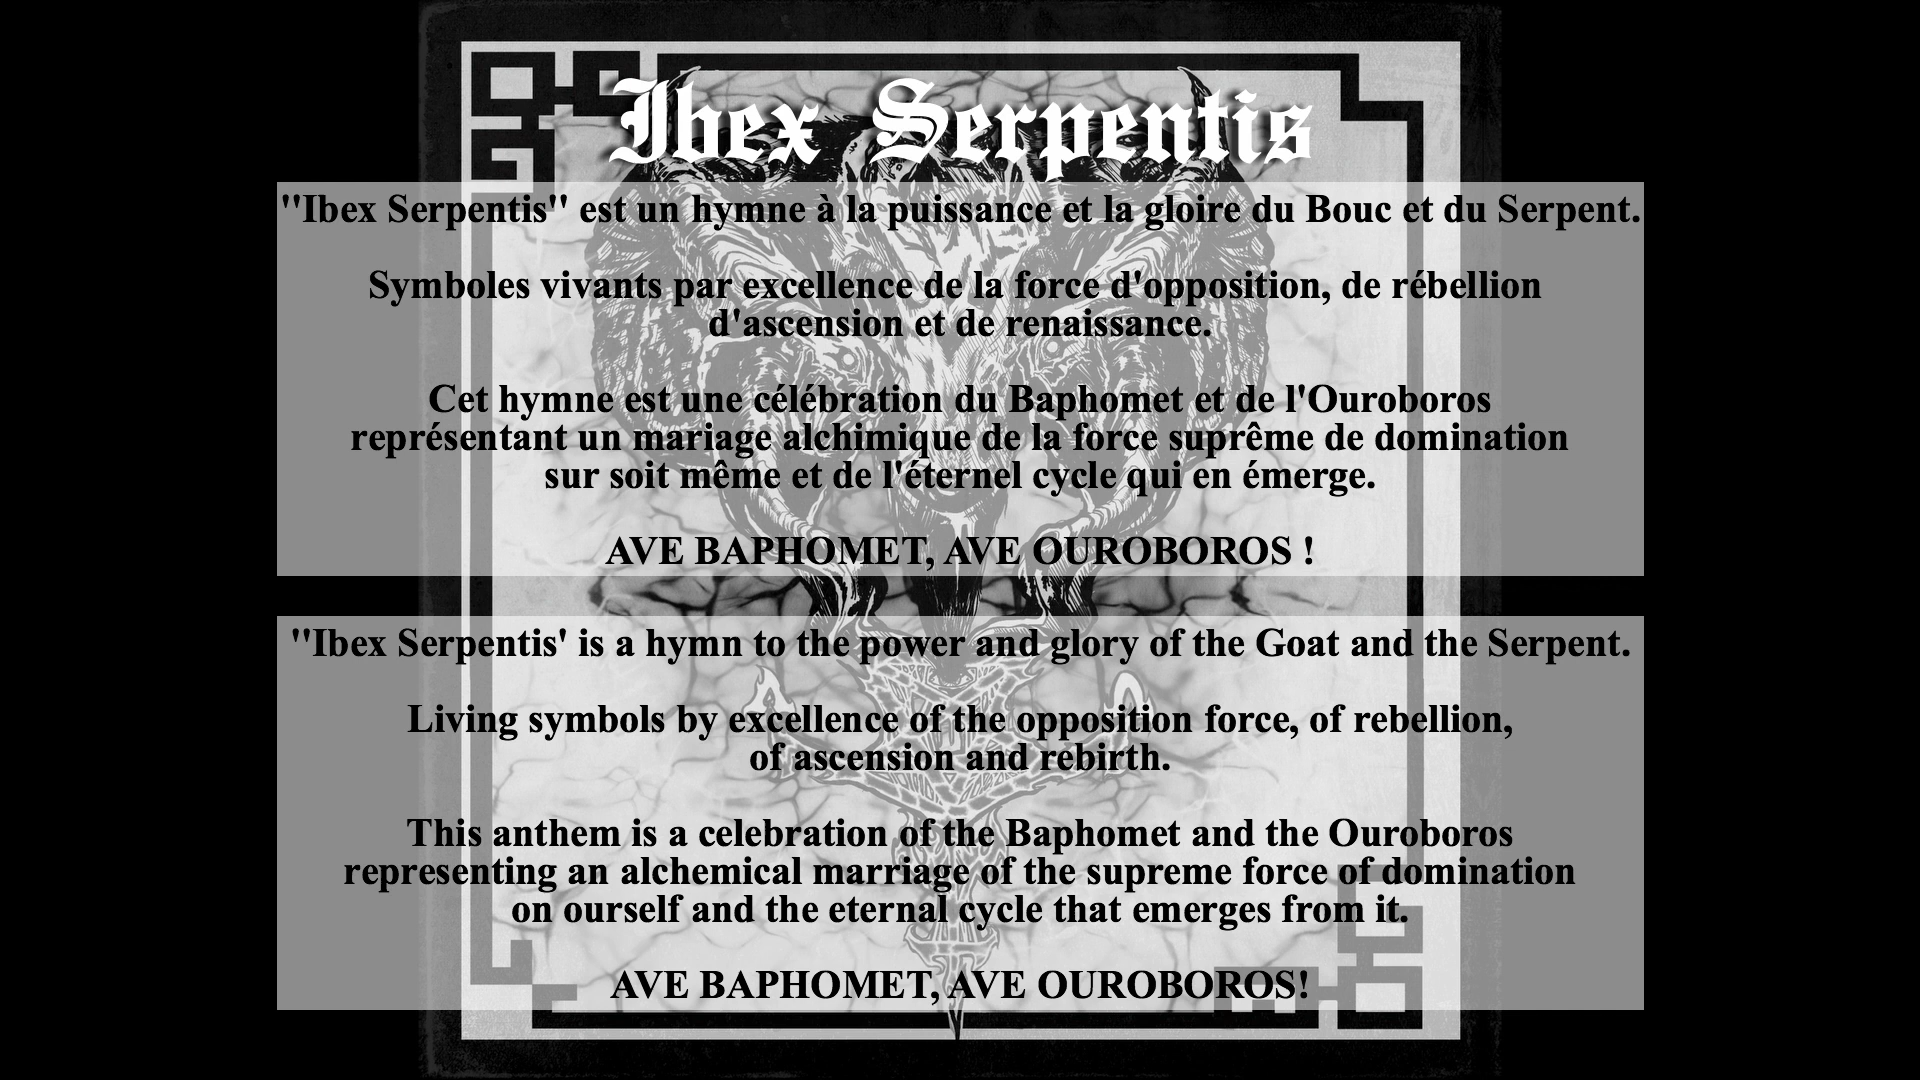 Ibex Serpentis
"Ibex Serpentis" est un hymne à la puissance et la gloire du Bouc et du Serpent.
Symboles vivants par excellence de la force d'opposition, de rébellion
d'ascension et de renaissance.
Cet hymne est une célébration du Baphomet et de l'Ouroboros
représentant un mariage alchimique de la force suprême de domination
sur soit même et de l'éternel cycle qui en émerge.
AVE BAPHOMET, AVE OUROBOROS !
"Ibex Serpentis' is a hymn to the power and glory of the Goat and the Serpent.
Living symbols by excellence of the opposition force, of rebellion,
of ascension and rebirth.
This anthem is a celebration of the Baphomet and the Ouroboros
representing an alchemical marriage of the supreme force of domination
on ourself and the eternal cycle that emerges from it.
AVE BAPHOMET, AVE OUROBOROS!